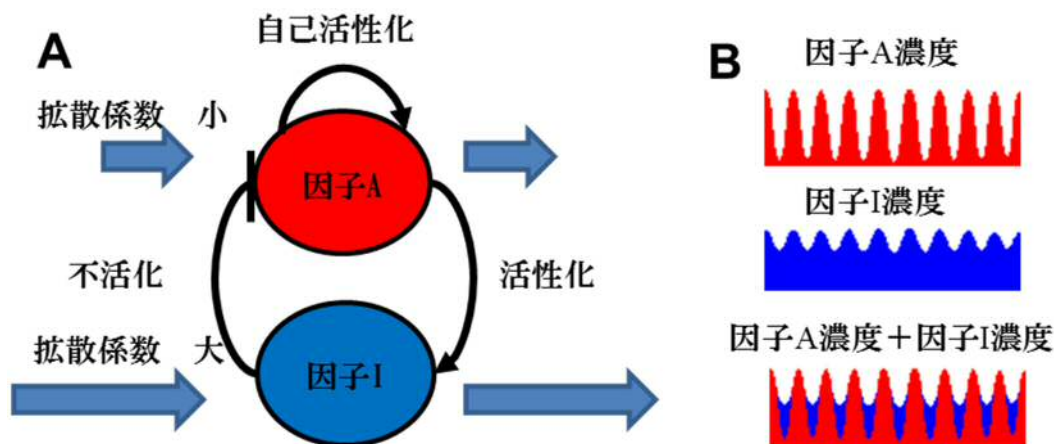 A
自己活性化
拡散係数 小
因子A
不活化
活性化
拡散係数 大
因子I
B
因子A濃度
因子I濃度
因子A濃度＋因子I濃度